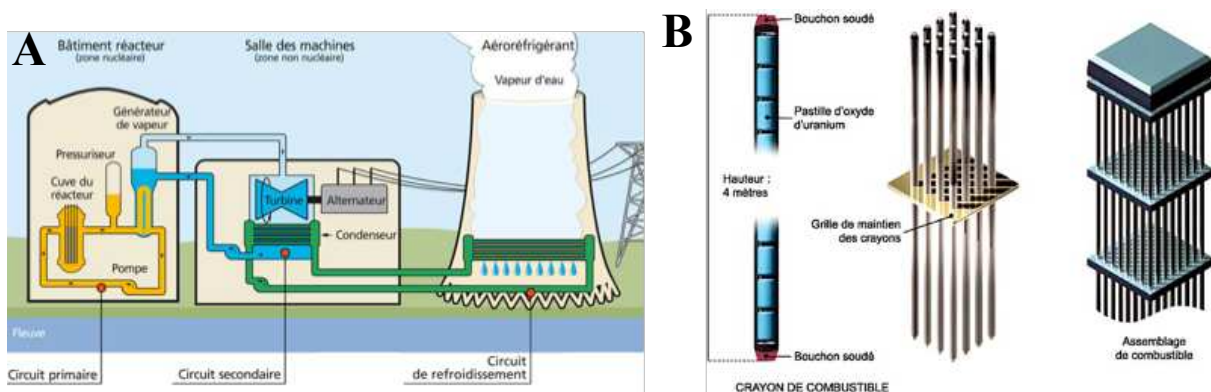 A
Bâtiment réacteur
(zone nucléaire)
Salle des machines
(zone non nucléaire)
Aéroréfrigérant
Vapeur d'eau
Générateur
de vapeur
Pressuriseur
Cuve du
réacteur
Turbine
Alternateur
Condenseur
Pompe
Fleuve
Circuit primaire
Circuit secondaire
Circuit
de refroidissement
B
Bouchon soudé
Pastille d'oxyde
d'uranium
Hauteur :
4 mètres
Grille de maintien
des crayons
Bouchon soudé
CRAYON DE COMBUSTIBLE
Assemblage
de combustible